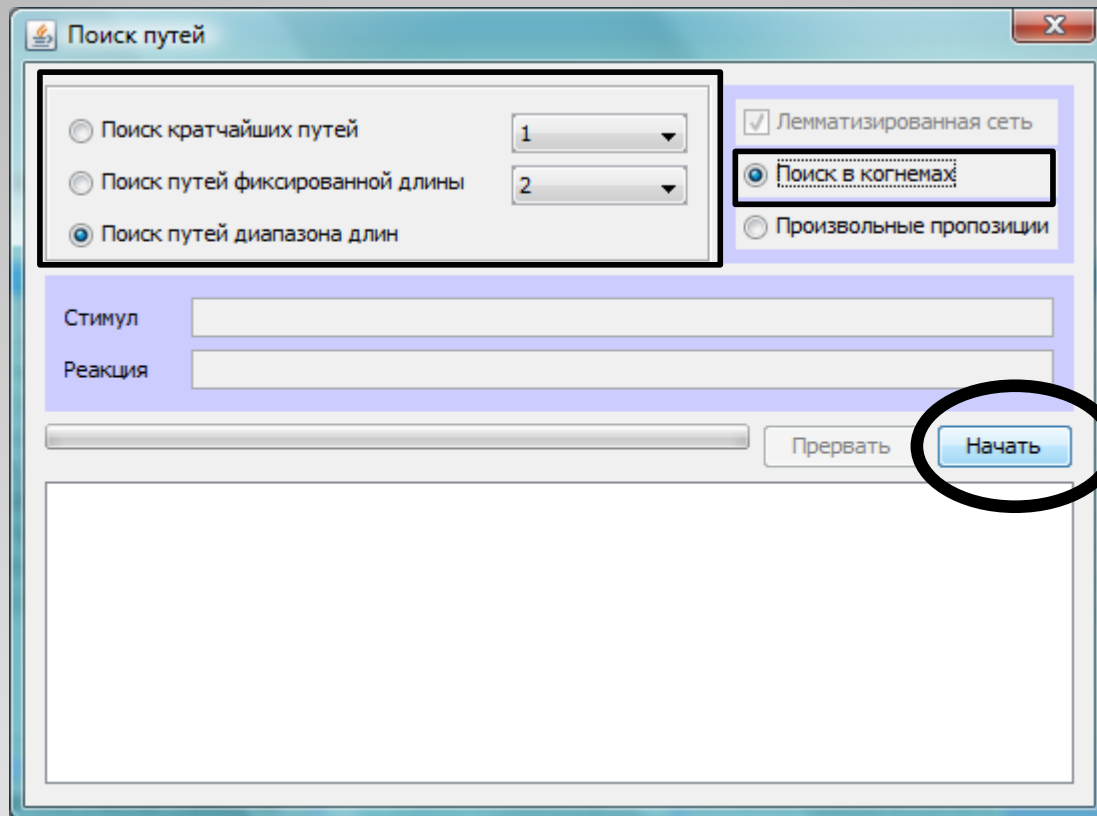 Поиск путей
Поиск кратчайших путей
1
Поиск путей фиксированной длины
2
Поиск путей диапазона длин
Лемматизированная сеть
Поиск в когнемах
Произвольные пропозиции
Стимул
Реакция
Прервать
Начать